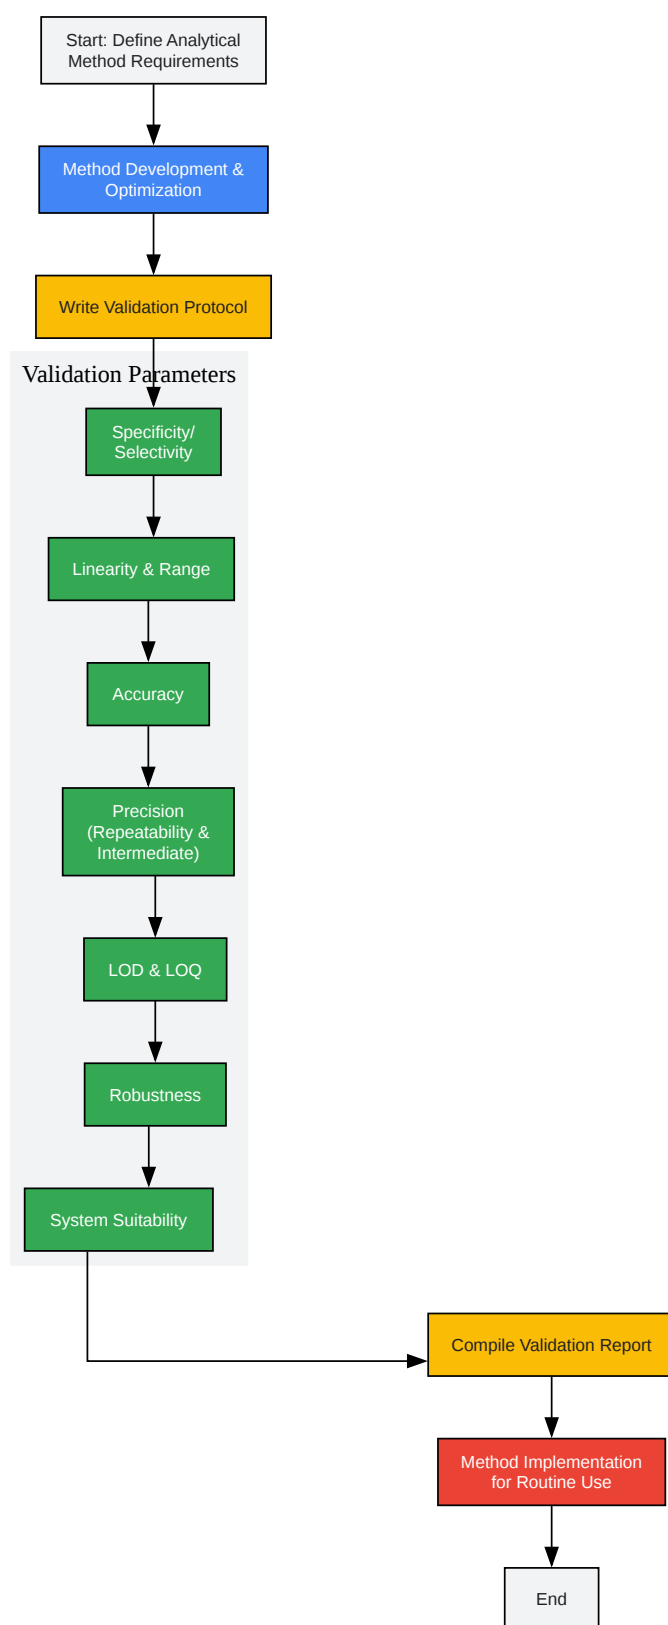 Start: Define Analytical
Method Requirements
Method Development &
Optimization
Write Validation Protocol
Validation Parameters
Specificity/
Selectivity
Linearity & Range
Accuracy
Precision
(Repeatability &
Intermediate)
LOD & LOQ
Robustness
System Suitability
Compile Validation Report
Method Implementation
for Routine Use
End